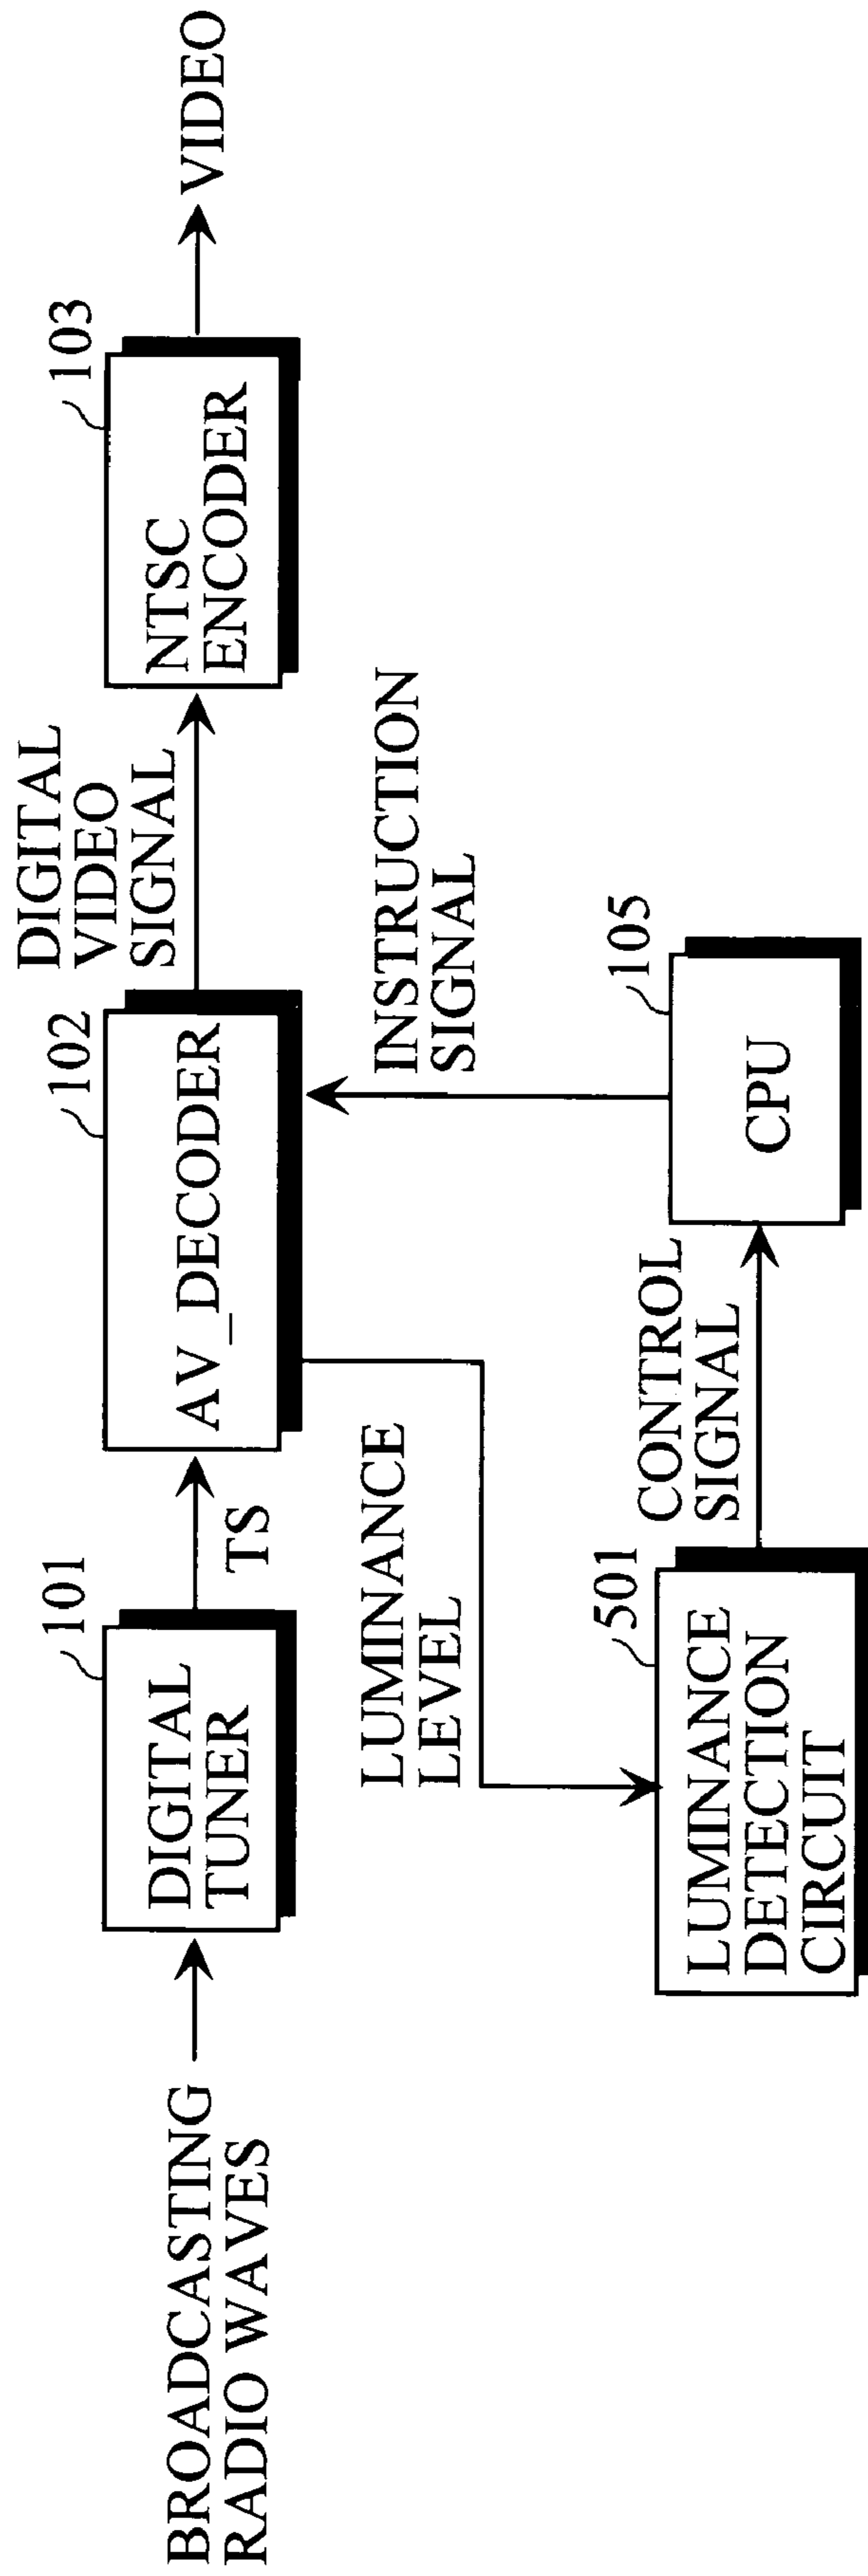 BROADCASTING
RADIO WAVES
101
DIGITAL
TUNER
TS
102
AV_DECODER
DIGITAL
VIDEO
SIGNAL
103
NTSC
ENCODER
VIDEO
LUMINANCE
LEVEL
INSTRUCTION
SIGNAL
501
LUMINANCE
DETECTION
CIRCUIT
CONTROL
SIGNAL
105
CPU